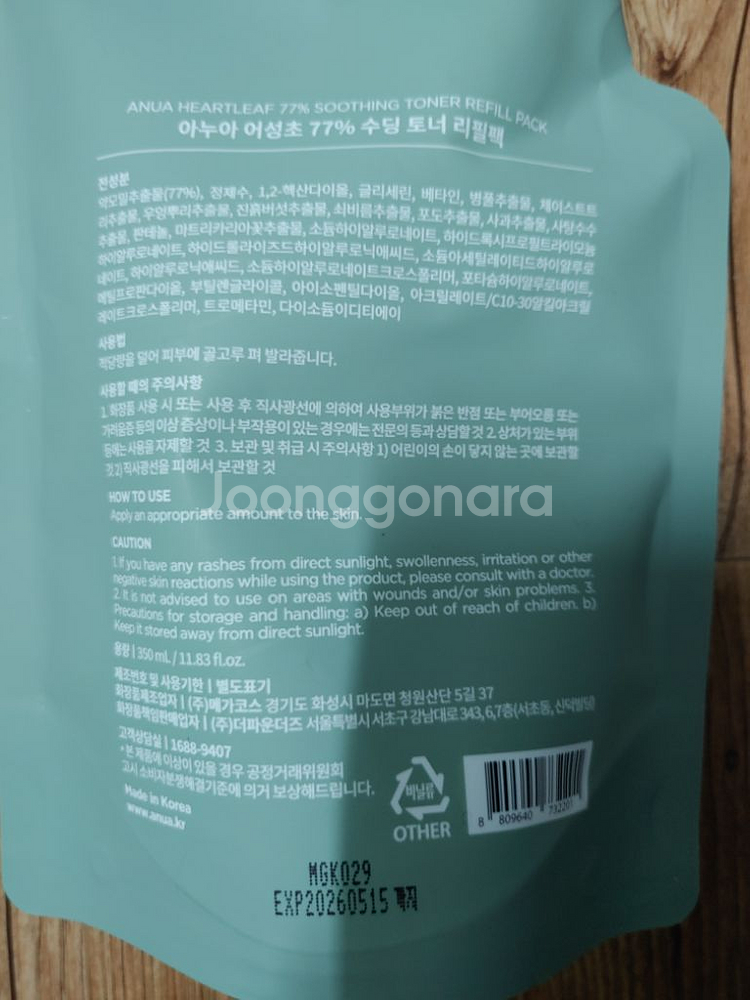 ANUA HEARTLEAF 77% SOOTHING TONER REFILL PACK
아누아 어성초 77% 수딩 토너 리필팩
전성분
약모밀추출물(77%), 정제수, 1,2-헥산다이올, 글리세린, 베타인, 병풀추출물, 체이스트트
리추출물, 우엉뿌리추출물, 진흙버섯추출물, 쇠비름추출물, 포도추출물, 사과추출물, 사탕수수
추출물, 판테놀, 마트리카리아꽃추출물, 소듐하이알루로네이트, 하이드록시프로필트라이모늄
하이알루로네이트, 하이드롤라이즈드하이알루로닉애씨드, 소듐아세틸레이티드하이알루로
네이트, 하이알루로닉애씨드, 소듐하이알루로네이트크로스폴리머, 포타슘하이알루로네이트,
메틸프로판다이올, 부틸렌글라이콜, 아이소펜틸다이올, 아크릴레이트/C10-30알킬아크릴
레이트크로스폴리머, 트로메타민, 다이소듐이디티에이
사용법
적당량을 덜어 피부에 골고루 펴 발라줍니다.
사용할 때의 주의사항
1. 화장품 사용 시 또는 사용 후 직사광선에 의하여 사용부위가 붉은 반점 또는 부어오름 또는
가려움증 등의 이상 증상이나 부작용이 있는 경우에는 전문의 등과 상담할 것 2. 상처가 있는 부위
등에는 사용을 자제할 것 3. 보관 및 취급 시 주의사항 1) 어린이의 손이 닿지 않는 곳에 보관할
것 2) 직사광선을 피해서 보관할 것
Joonggonara
HOW TO USE
Apply an appropriate amount to the skin.
CAUTION
1. If you have any rashes from direct sunlight, swollenness, irritation or other
negative skin reactions while using the product, please consult with a doctor.
2. It is not advised to use on areas with wounds and/or skin problems. 3.
Precautions for storage and handling: a) Keep out of reach of children. b)
Keep it stored away from direct sunlight.
용량 | 350 mL / 11.83 fl.oz.
제조번호 및 사용기한 | 별도표기
화장품제조업자 | (주)메가코스 경기도 화성시 마도면 청원산단 5길 37
화장품책임판매업자 | (주)더파운더즈 서울특별시 서초구 강남대로 343, 6,7층(서초동, 신덕빌딩)
고객상담실 | 1688-9407
* 본 제품에 이상이 있을 경우 공정거래위원회
고시 소비자분쟁해결기준에 의거 보상해드립니다.
Made in Korea
www.anua.kr
비닐류
OTHER
8 809640 732201
MGK029
EXP20260515 까지